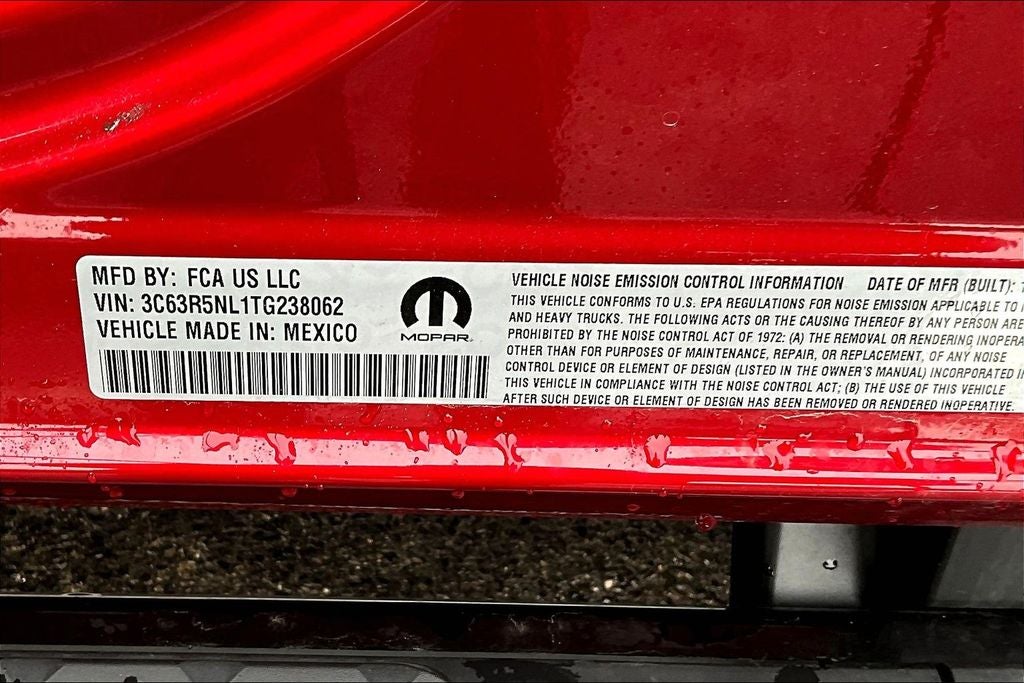 MFD BY: FCA US LLC
VIN: 3C63R5NL1TG238062
VEHICLE MADE IN: MEXICO
MOPAR
VEHICLE NOISE EMISSION CONTROL INFORMATION DATE OF MFR (BUILT):
THIS VEHICLE CONFORMS TO U.S. EPA REGULATIONS FOR NOISE EMISSION APPLICABLE TO
AND HEAVY TRUCKS. THE FOLLOWING ACTS OR THE CAUSING THEREOF BY ANY PERSON ARE
PROHIBITED BY THE NOISE CONTROL ACT OF 1972: (A) THE REMOVAL OR RENDERING
OTHER THAN FOR PURPOSES OF MAINTENANCE, REPAIR, OR REPLACEMENT, OF ANY NOISE
CONTROL DEVICE OR ELEMENT OF DESIGN (LISTED IN THE OWNER'S MANUAL) INCORPORATED
THIS VEHICLE IN COMPLIANCE WITH THE NOISE CONTROL ACT; (B) THE USE OF THIS VEHICLE
AFTER SUCH DEVICE OR ELEMENT OF DESIGN HAS BEEN REMOVED OR RENDERED INOPERATIVE.